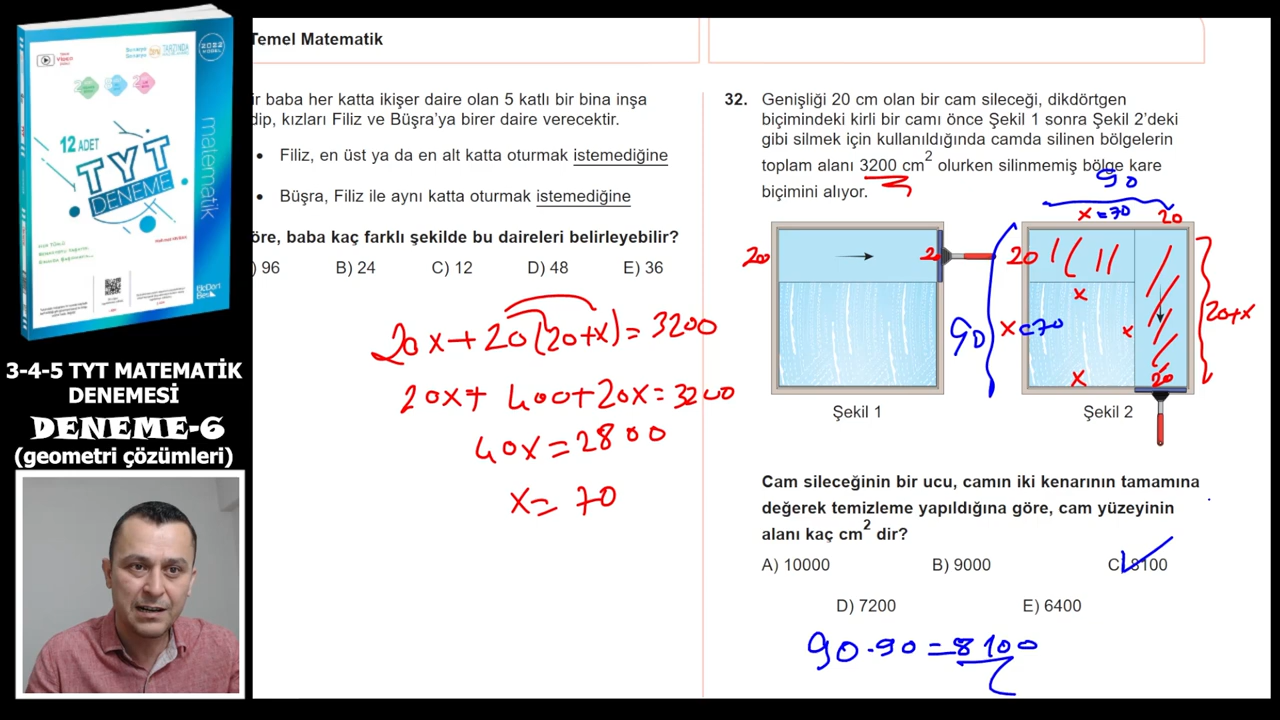 2022
MODEL
TARZINDA
12 ADET
TYT
DENEME
matematik
3-4-5 TYT MATEMATİK
DENEMESİ
DENEME-6
(geometri çözümleri)
Temel Matematik
ir baba her katta ikişer daire olan 5 katlı bir bina inşa
dip, kızları Filiz ve Büşra’ya birer daire verecektir.
• Filiz, en üst ya da en alt katta oturmak istemediğine
• Büşra, Filiz ile aynı katta oturmak istemediğine
öre, baba kaç farklı şekilde bu daireleri belirleyebilir?
) 96 B) 24 C) 12 D) 48 E) 36
20x+20(20+x)=3200
20x+400+20x=3200
40x=2800
x=70
32. Genişliği 20 cm olan bir cam sileceği, dikdörtgen
biçimindeki kirli bir camı önce Şekil 1 sonra Şekil 2’deki
gibi silmek için kullanıldığında camda silinen bölgelerin
toplam alanı 3200 cm² olurken silinmemiş bölge kare
biçimini alıyor.
90
x=70 20
20 20 20
x
90 x=70 x 20+x
x 20
Şekil 1 Şekil 2
Cam sileceğinin bir ucu, camın iki kenarının tamamına
değerek temizleme yapıldığına göre, cam yüzeyinin
alanı kaç cm² dir?
A) 10000 B) 9000 C) 8100
D) 7200 E) 6400
90.90=8100